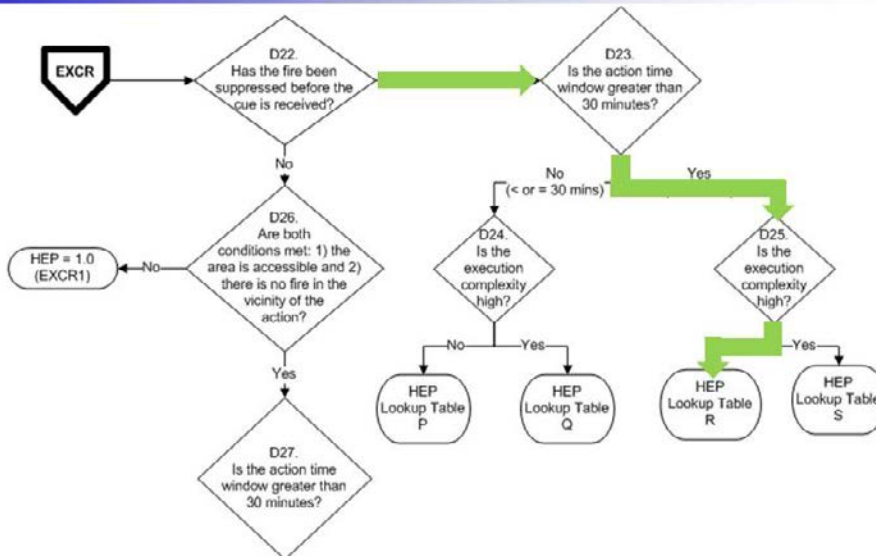 EXCR
D22.
Has the fire been
suppressed before the
cue is received?
D23.
Is the action time
window greater than
30 minutes?
No
No
(< or = 30 mins)
Yes
D26.
Are both
conditions met: 1) the
area is accessible and 2)
there is no fire in the
vicinity of the
action?
HEP = 1.0
(EXCR1)
No
D24.
Is the
execution
complexity
high?
D25.
Is the
execution
complexity
high?
No
Yes
Yes
Yes
HEP
Lookup Table
P
HEP
Lookup Table
Q
HEP
Lookup Table
R
HEP
Lookup Table
S
D27.
Is the action time
window greater than
30 minutes?